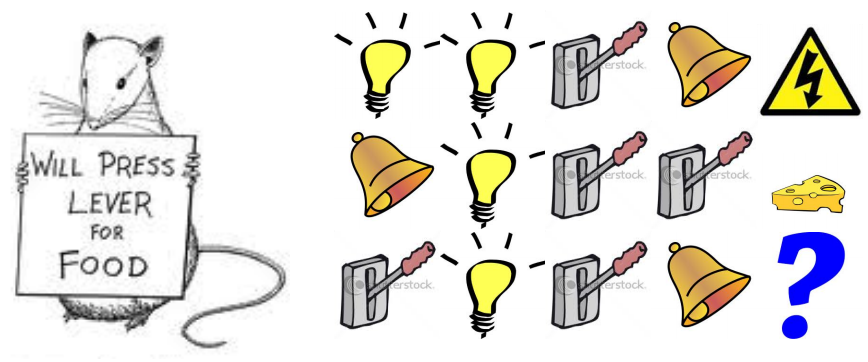 WILL PRESS
LEVER
FOR
FOOD
?